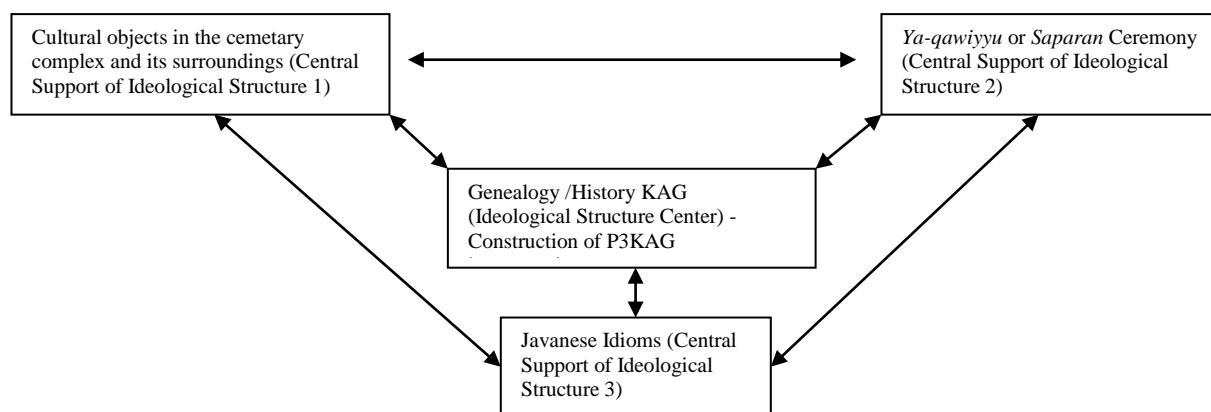 Cultural objects in the cemetary
complex and its surroundings (Central
Support of Ideological Structure 1)
Ya-qawiyyu or Saparan Ceremony
(Central Support of Ideological
Structure 2)
Genealogy /History KAG
(Ideological Structure Center) -
Construction of P3KAG
Javanese Idioms (Central
Support of Ideological
Structure 3)